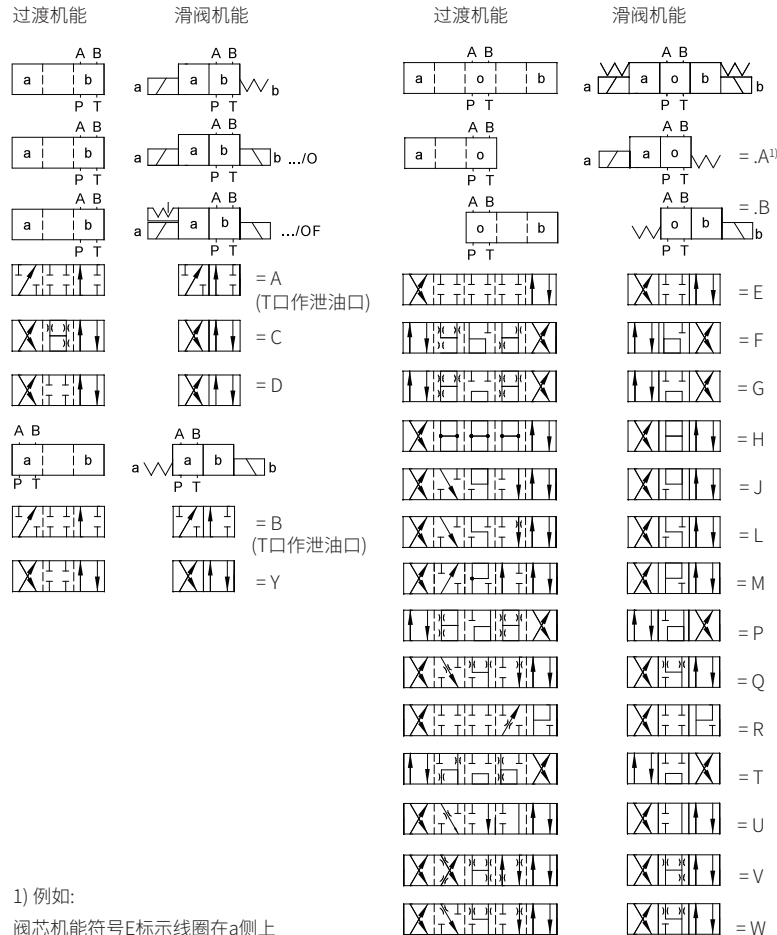 过渡机能
滑阀机能
A B
a b
P T
A B
a a b b
P T
A B
a b
P T
A B
a a b b .../O
P T
A B
a b
P T
A B
a a b .../OF
P T
= A
(T口作泄油口)
= C
= D
A B
a b
P T
A B
a a b b
P T
= B
(T口作泄油口)
= Y
1) 例如:
阀芯机能符号E标示线圈在a侧上
过渡机能
滑阀机能
A B
a o b
P T
A B
a a o b b
P T
A B
a o
P T
A B
a a o = .A1)
P T
A B
o b
P T
= .B
A B
o b b
P T
= E
= F
= G
= H
= J
= L
= M
= P
= Q
= R
= T
= U
= V
= W